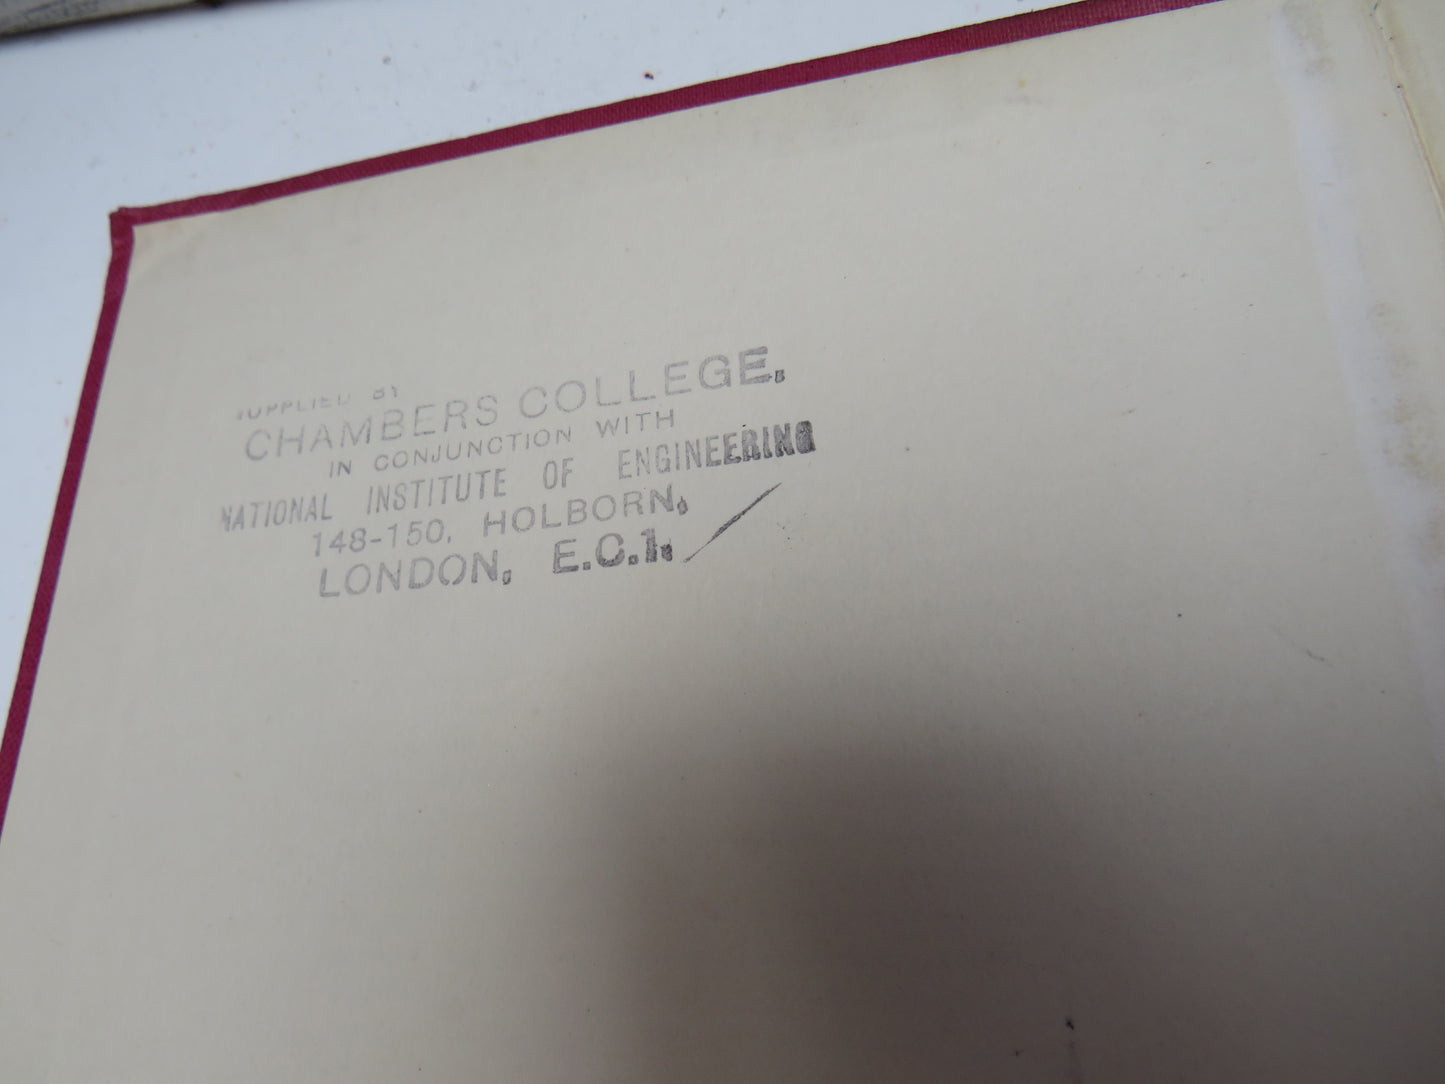 SUPPLIED BY
CHAMBERS COLLEGE.
IN CONJUNCTION WITH
NATIONAL INSTITUTE OF ENGINEERING
148-150, HOLBORN,
LONDON, E.C.1.